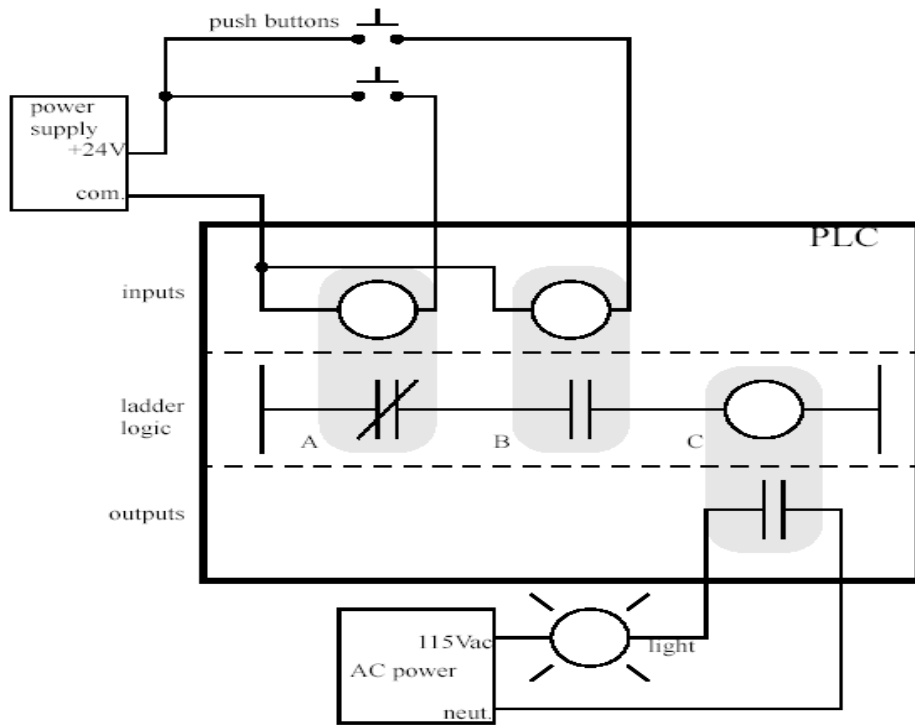 push buttons
power
supply
+24V
com.
PLC
inputs
ladder
logic
A
B
C
outputs
115Vac
light
AC power
neut.